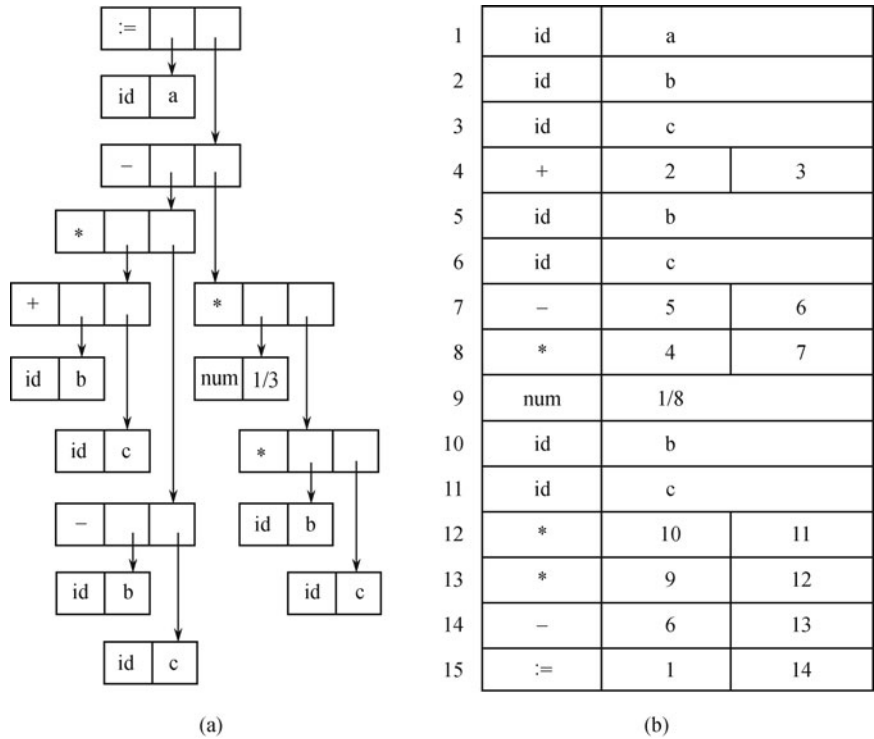 :=
id a
−
*
+ *
id b num 1/3
id c *
− id b
id b id c
id c
(a)
1 id a
2 id b
3 id c
4 + 2 3
5 id b
6 id c
7 − 5 6
8 * 4 7
9 num 1/8
10 id b
11 id c
12 * 10 11
13 * 9 12
14 − 6 13
15 := 1 14
(b)